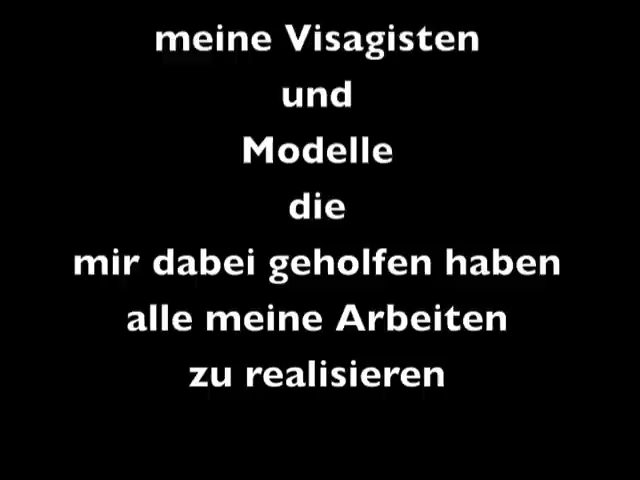 meine Visagisten
und
Modelle
die
mir dabei geholfen haben
alle meine Arbeiten
zu realisieren